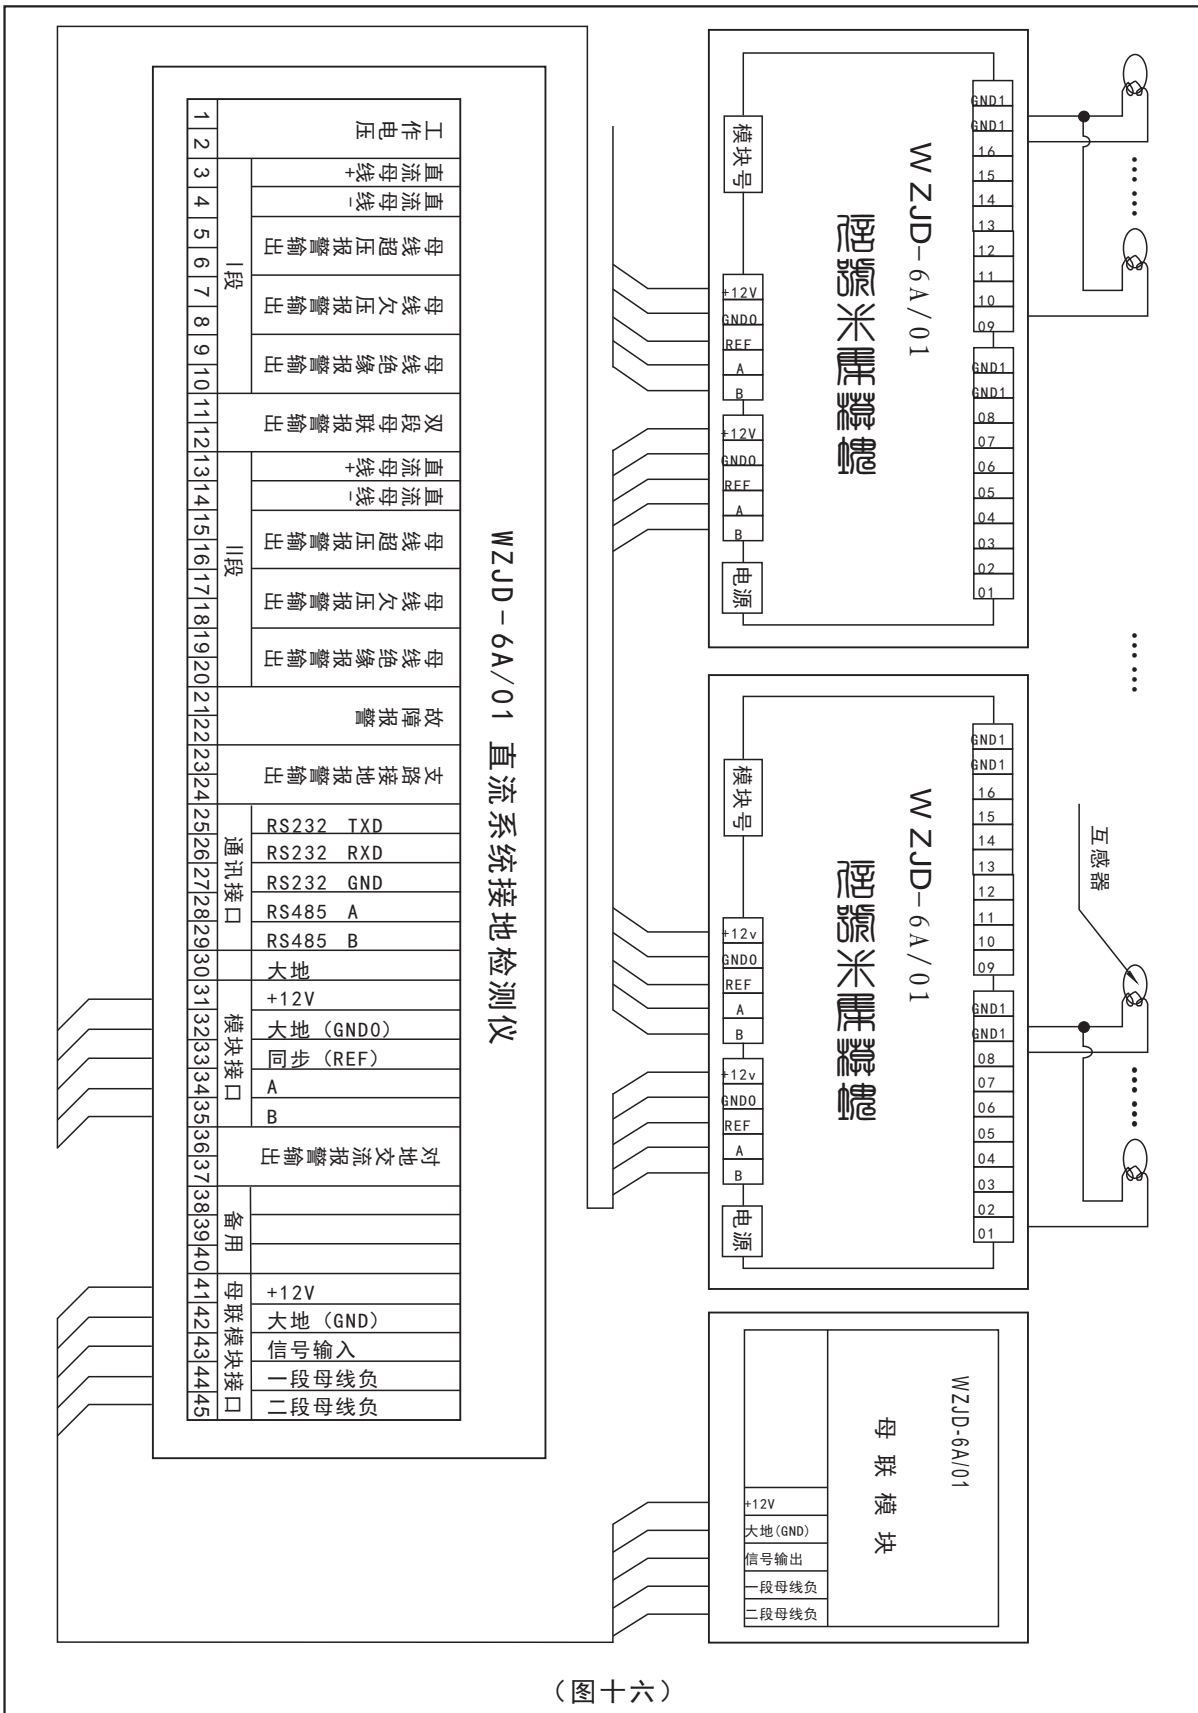 1
2
工作电压
3
直流母线+
4
直流母线-
5
6
母线超压报警输出
7
8
母线欠压报警输出
9
10
母线绝缘报警输出
I段
11
12
双段母联报警输出
13
直流母线+
14
直流母线-
15
16
母线超压报警输出
17
18
母线欠压报警输出
19
20
母线绝缘报警输出
II段
21
22
故障报警
23
24
支路接地报警输出
通讯接口
25
RS232 TXD
26
RS232 RXD
27
RS232 GND
28
RS485 A
29
RS485 B
30
大地
模块接口
31
+12V
32
大地（GND0）
33
同步（REF）
34
A
35
B
36
37
对地交流报警输出
备用
38
39
40
母联模块接口
41
+12V
42
大地（GND）
43
信号输入
44
一段母线负
45
二段母线负
WZJD-6A/01 直流系统接地检测仪
模块号
+12V
GND0
REF
A
B
+12V
GND0
REF
A
B
电源
信號采集模塊
WZJD-6A/01
GND1
GND1
16
15
14
13
12
11
10
09
GND1
GND1
08
07
06
05
04
03
02
01
模块号
+12v
GND0
REF
A
B
+12v
GND0
REF
A
B
电源
信號采集模塊
WZJD-6A/01
GND1
GND1
16
15
14
13
12
11
10
09
GND1
GND1
08
07
06
05
04
03
02
01
互感器
WZJD-6A/01
母联模块
+12V
大地(GND)
信号输出
一段母线负
二段母线负
（图十六）